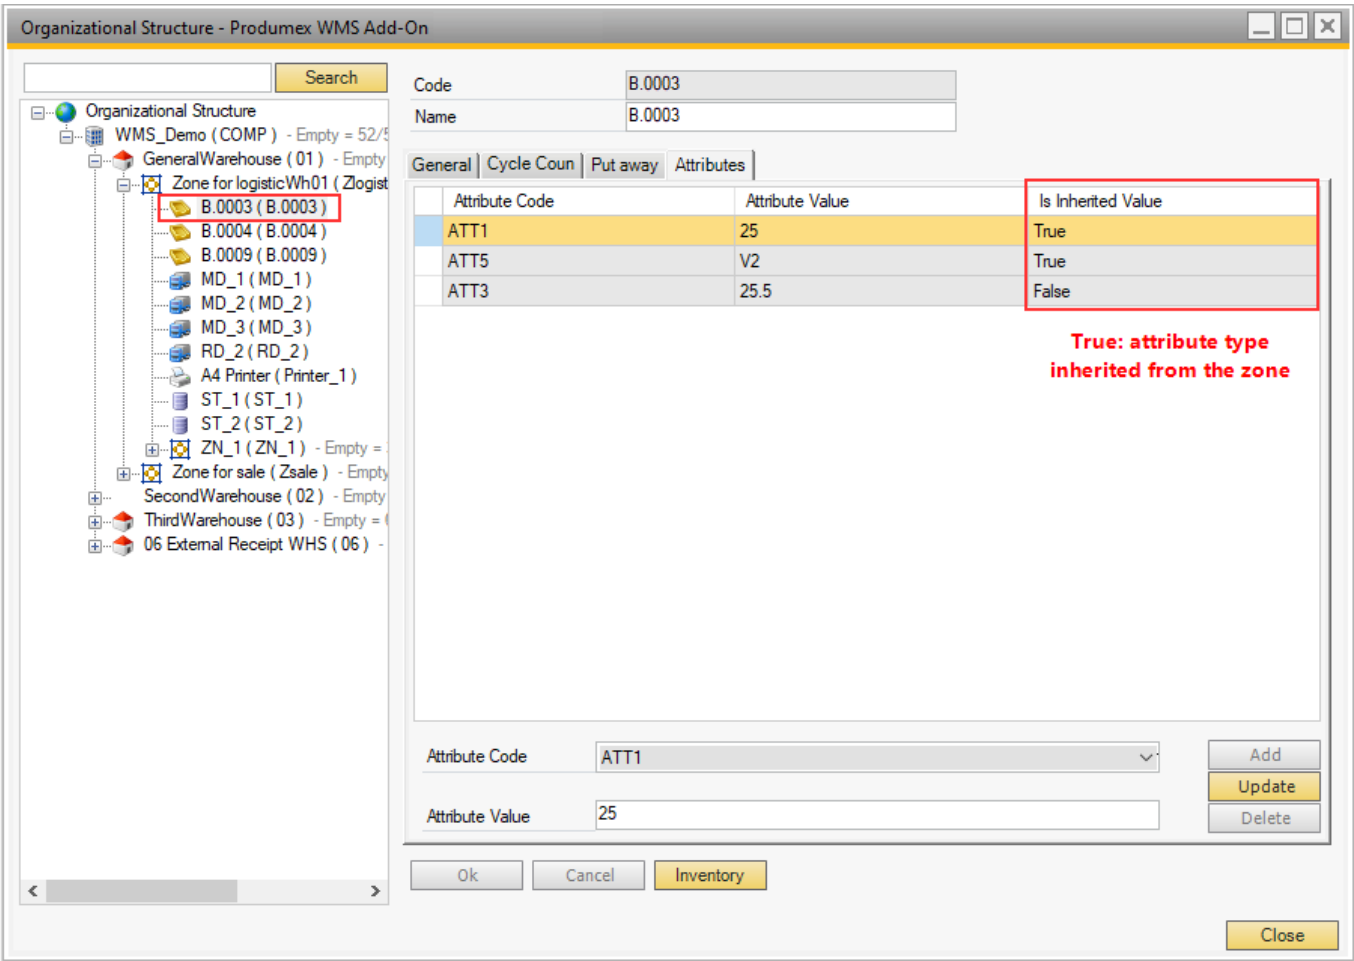 Organizational Structure - Produmex WMS Add-On
Search
Organizational Structure
WMS_Demo ( COMP ) - Empty = 52/5
GeneralWarehouse ( 01 ) - Empty
Zone for logisticWh01 ( Zlogist
B.0003 ( B.0003 )
B.0004 ( B.0004 )
B.0009 ( B.0009 )
MD_1 ( MD_1 )
MD_2 ( MD_2 )
MD_3 ( MD_3 )
RD_2 ( RD_2 )
A4 Printer ( Printer_1 )
ST_1 ( ST_1 )
ST_2 ( ST_2 )
ZN_1 ( ZN_1 ) - Empty =
Zone for sale ( Zsale ) - Empty
SecondWarehouse ( 02 ) - Empty
ThirdWarehouse ( 03 ) - Empty =
06 External Receipt WHS ( 06 ) -
Code B.0003
Name B.0003
General Cycle Coun Put away Attributes
Attribute Code Attribute Value Is Inherited Value
ATT1 25 True
ATT5 V2 True
ATT3 25.5 False
True: attribute type
inherited from the zone
Attribute Code ATT1 Add
Update
Attribute Value 25 Delete
Ok Cancel Inventory
Close